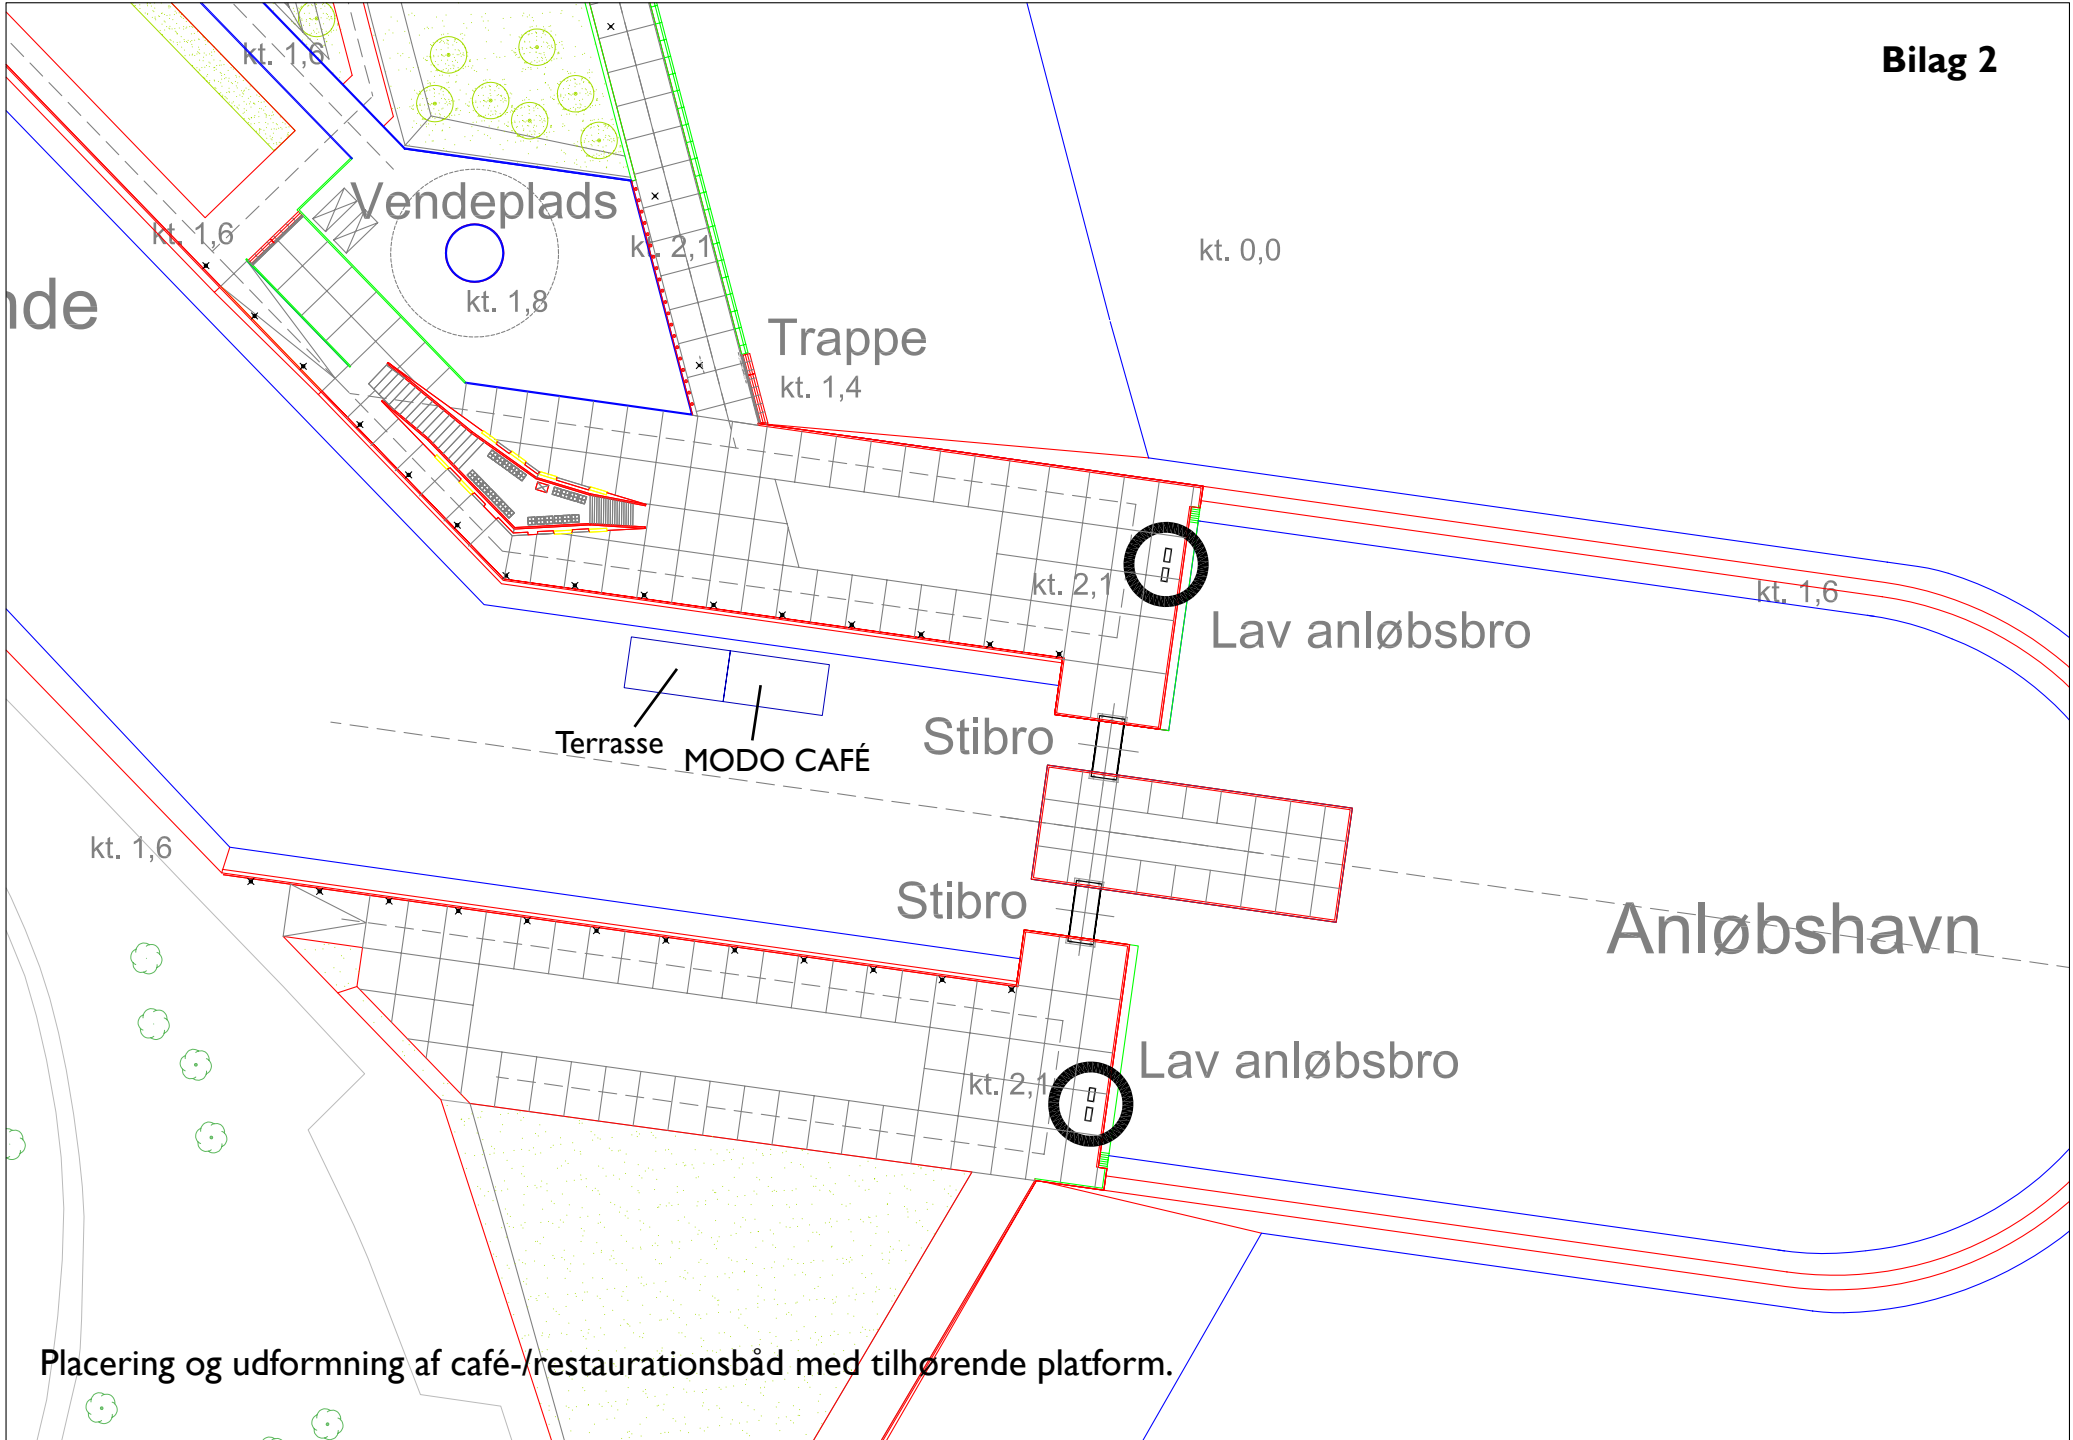 Bilag 2
kt. 1,6
Vendeplads
kt. 1,6
kt. 2,1
kt. 0,0
nde
kt. 1,8
Trappe
kt. 1,4
kt. 2,1
kt. 1,6
Lav anløbsbro
Terrasse
MODO CAFÉ
Stibro
kt. 1,6
Stibro
Anløbshavn
Lav anløbsbro
kt. 2,1
Placering og udformning af café-/restaurationsbåd med tilhørende platform.